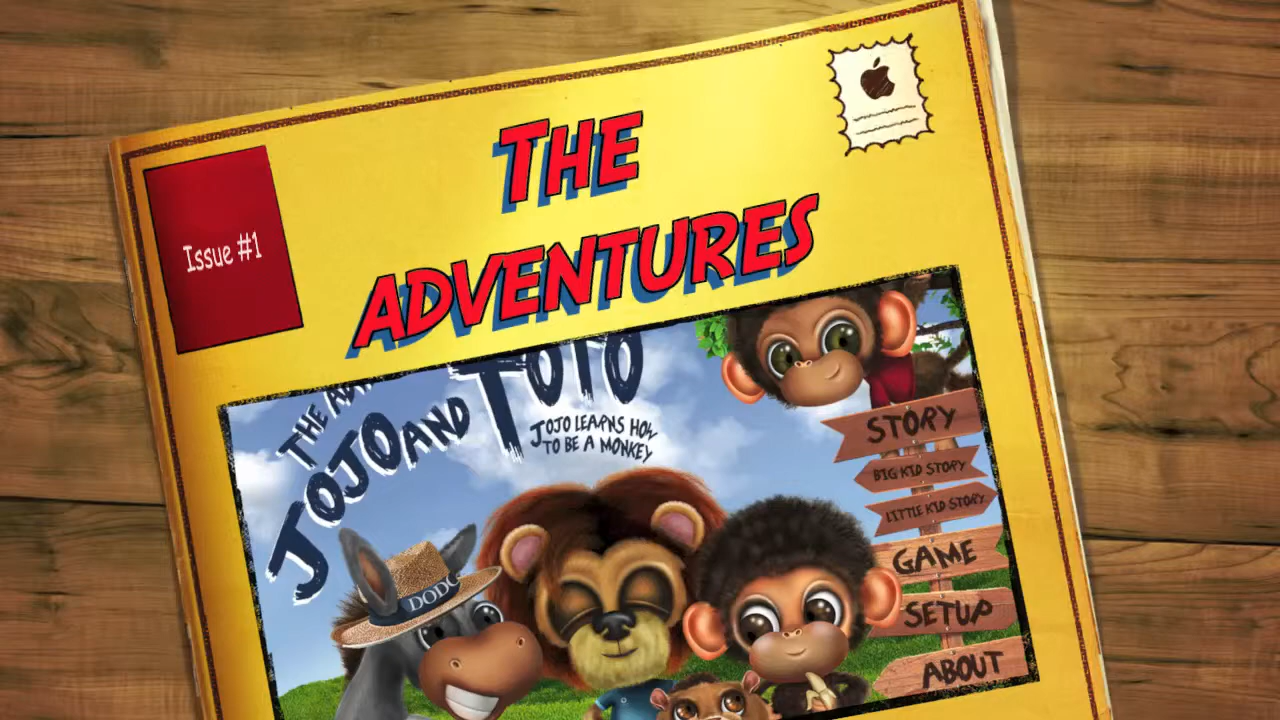 THE
ADVENTURES
Issue #1
THE
JOJO AND TOTO
JOJO LEARNS HOW
TO BE A MONKEY
STORY
BIG KID STORY
LITTLE KID STORY
GAME
SETUP
ABOUT